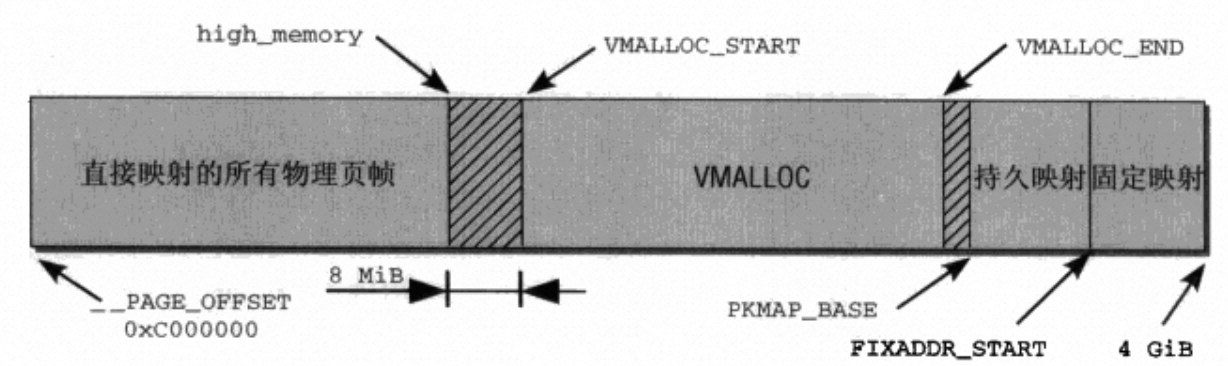 high_memory
VMALLOC_START
VMALLOC_END
直接映射的所有物理页帧
VMALLOC
持久映射
固定映射
8 MiB
__PAGE_OFFSET
0xC000000
PKMAP_BASE
FIXADDR_START
4 GiB